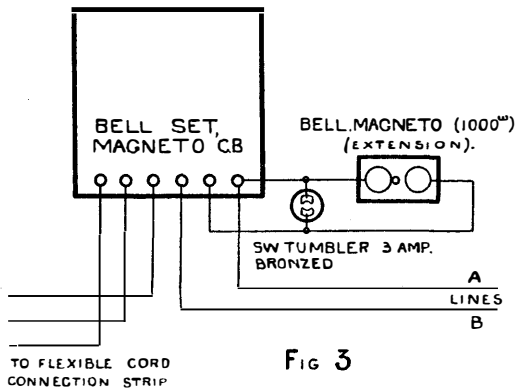 BELL SET,
MAGNETO C.B
BELL. MAGNETO (1000ω)
(EXTENSION).
SW TUMBLER 3 AMP.
BRONZED
A
LINES
B
TO FLEXIBLE CORD
CONNECTION STRIP
FIG 3